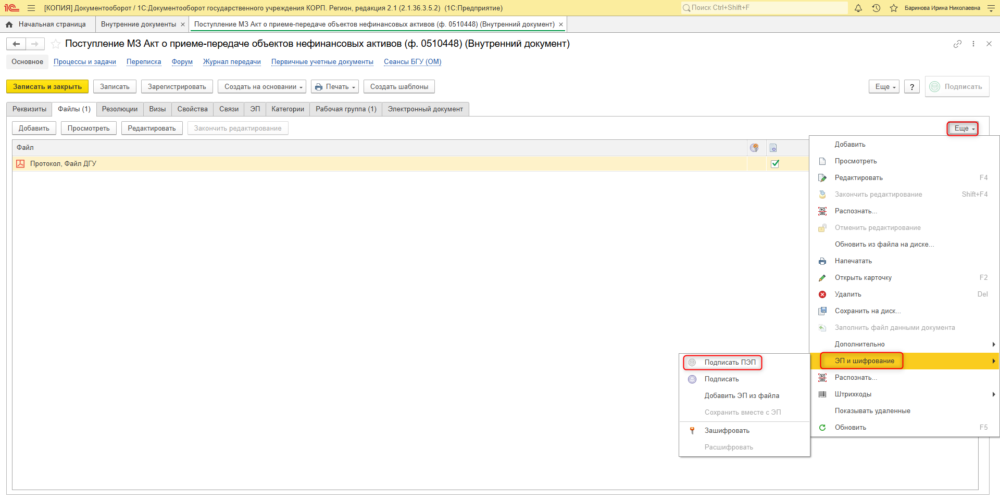 [КОПИЯ] Документооборот / 1С:Документооборот государственного учреждения КОРП. Регион, редакция 2.1 (2.1.36.3.5.2)  (1С:Предприятие)
Поиск Ctrl+Shift+F
Баринова Ирина Николаевна
Начальная страница
Внутренние документы
Поступление МЗ Акт о приеме-передаче объектов нефинансовых активов (ф. 0510448) (Внутренний документ)
Поступление МЗ Акт о приеме-передаче объектов нефинансовых активов (ф. 0510448) (Внутренний документ)
Основное Процессы и задачи Переписка Форум Журнал передачи Первичные учетные документы Сеансы БГУ (ОМ)
Записать и закрыть Записать Зарегистрировать Создать на основании Печать Создать шаблоны Еще ? Подписать
Реквизиты Файлы (1) Резолюции Визы Свойства Связи ЭП Категории Рабочая группа (1) Электронный документ
Добавить Просмотреть Редактировать Закончить редактирование Еще
Файл
Протокол, Файл ДГУ
Добавить
Просмотреть
Редактировать F4
Закончить редактирование Shift+F4
Распознать...
Отменить редактирование
Обновить из файла на диске...
Напечатать
Открыть карточку F2
Удалить Del
Сохранить на диск...
Заполнить файл данными документа
Дополнительно
ЭП и шифрование
Распознать...
Штрихкоды
Показывать удаленные
Обновить F5
Подписать ПЭП
Подписать
Добавить ЭП из файла
Сохранить вместе с ЭП
Зашифровать
Расшифровать